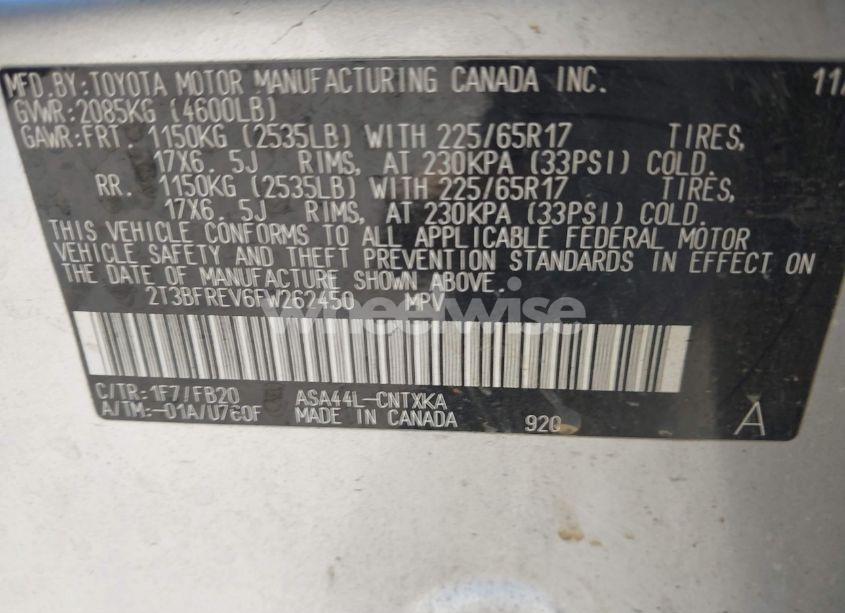 MFD.BY:TOYOTA MOTOR MANUFACTURING CANADA INC. 11/
GVWR:2085KG (4600LB)
GAWR:FRT. 1150KG (2535LB) WITH 225/65R17 TIRES,
17X6.5J RIMS, AT 230KPA (33PSI) COLD.
RR. 1150KG (2535LB) WITH 225/65R17 TIRES,
17X6.5J RIMS, AT 230KPA (33PSI) COLD.
THIS VEHICLE CONFORMS TO ALL APPLICABLE FEDERAL MOTOR
VEHICLE SAFETY AND THEFT PREVENTION STANDARDS IN EFFECT ON
THE DATE OF MANUFACTURE SHOWN ABOVE.
2T3BFREV6FW262450 MPV
wheelwise
C/TR:1F7/FB20 ASA44L-CNTXKA
A/TM:-01A/U760F MADE IN CANADA 920 A